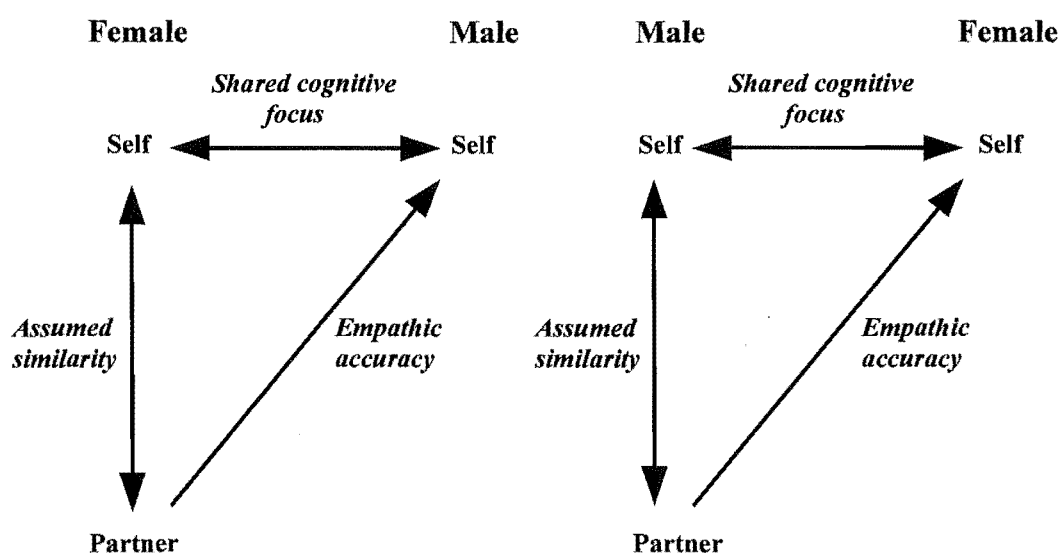 Female Male Male Female
Shared cognitive
focus
Shared cognitive
focus
Self Self Self Self
Assumed
similarity
Empathic
accuracy
Assumed
similarity
Empathic
accuracy
Partner Partner